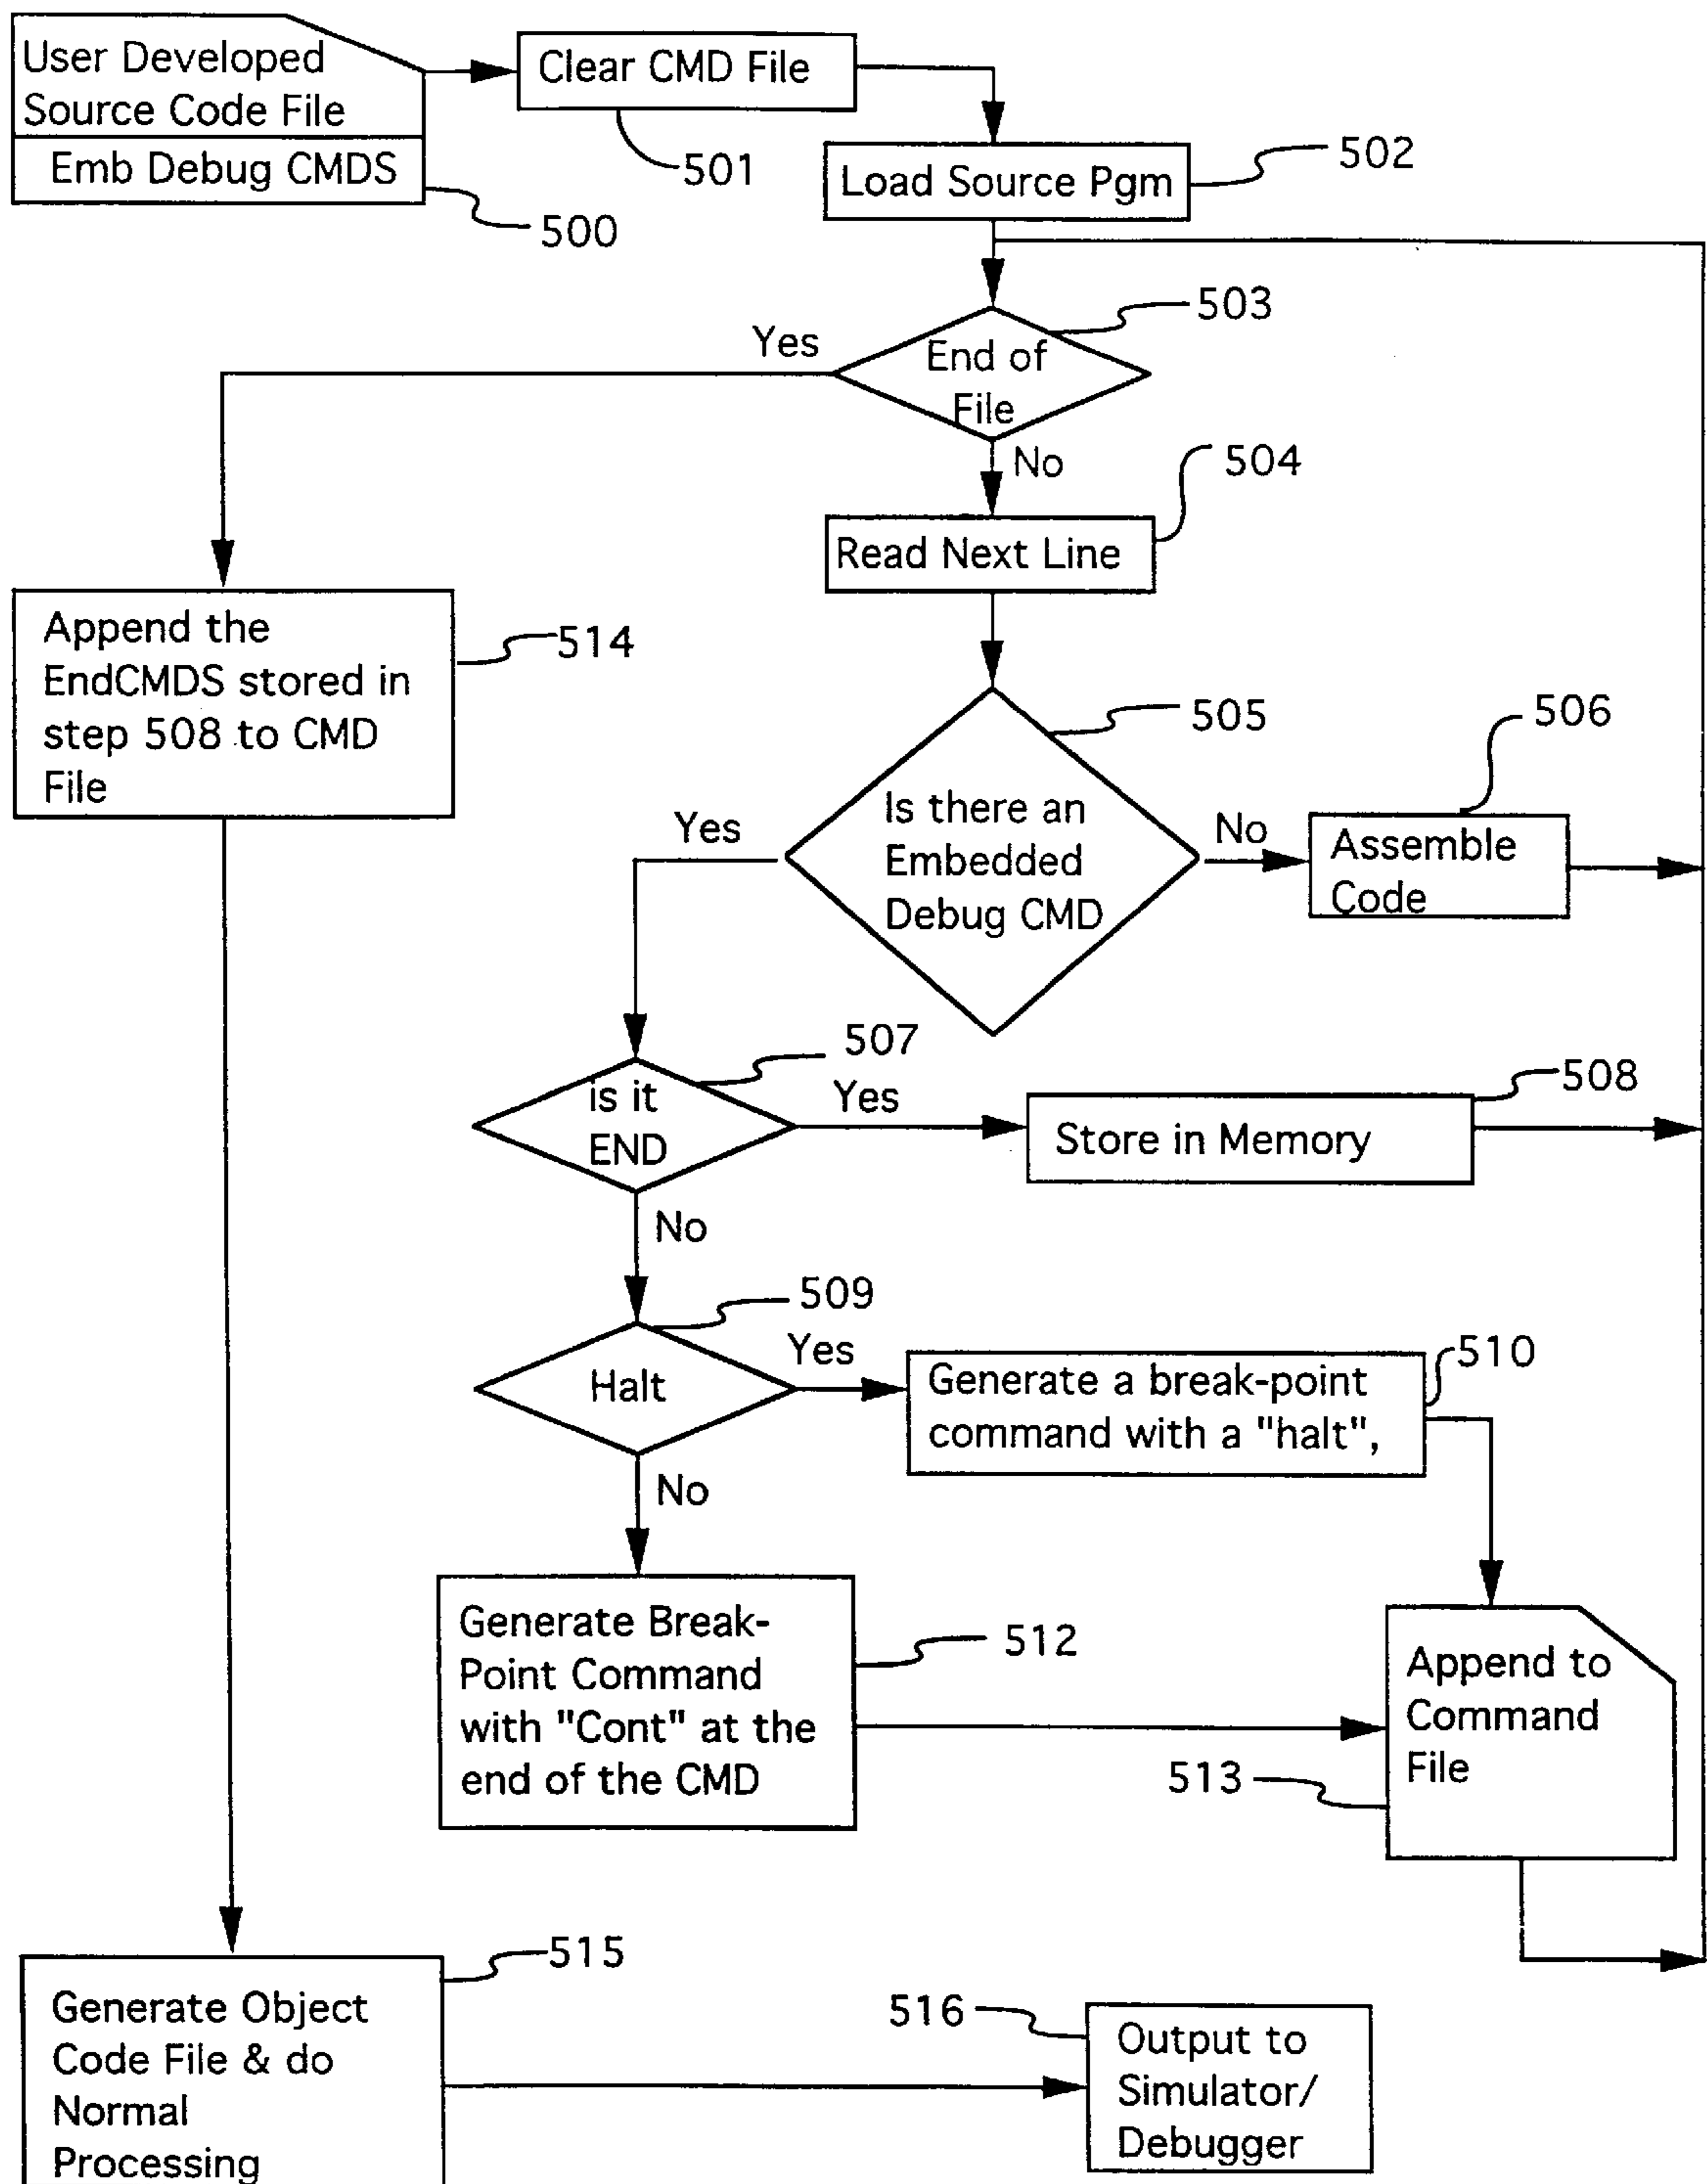 User Developed
Source Code File
Emb Debug CMDS
500
Clear CMD File
501
Load Source Pgm
502
End of
File
503
Yes
No
Read Next Line
504
Append the
EndCMDS stored in
step 508 to CMD
File
514
Is there an
Embedded
Debug CMD
505
Yes
No
Assemble
Code
506
is it
END
507
Yes
Store in Memory
508
No
Halt
509
Yes
Generate a break-point
command with a "halt",
510
No
Generate Break-
Point Command
with "Cont" at the
end of the CMD
512
Append to
Command
File
513
Generate Object
Code File & do
Normal
Processing
515
Output to
Simulator/
Debugger
516